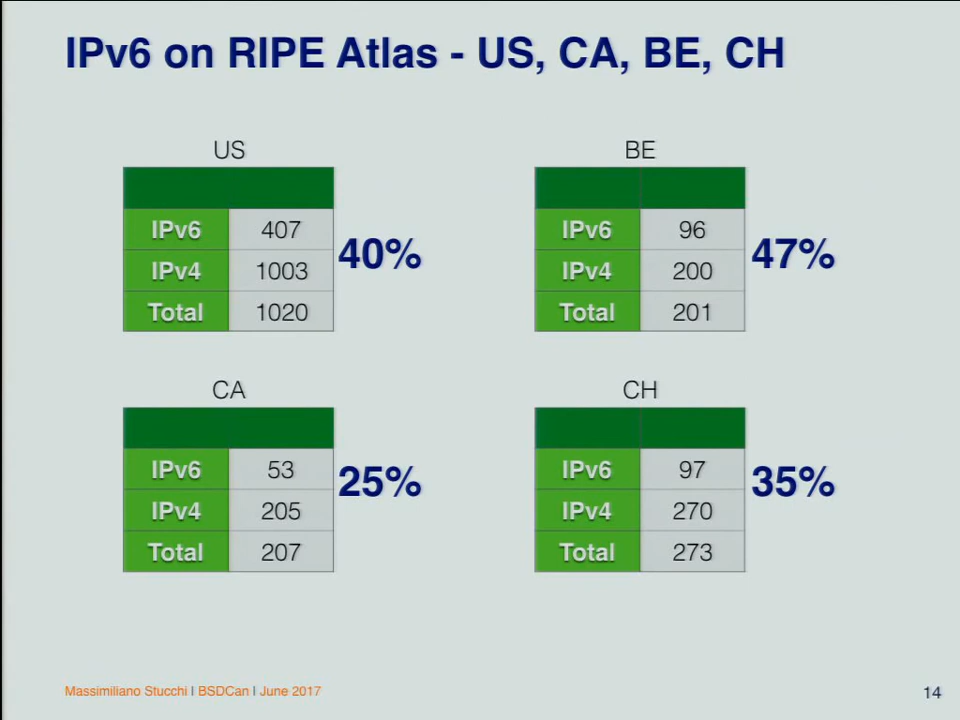 IPv6 on RIPE Atlas - US, CA, BE, CH
US
IPv6 407
IPv4 1003
Total 1020
40%
BE
IPv6 96
IPv4 200
Total 201
47%
CA
IPv6 53
IPv4 205
Total 207
25%
CH
IPv6 97
IPv4 270
Total 273
35%
Massimiliano Stucchi | BSDCan | June 2017
14